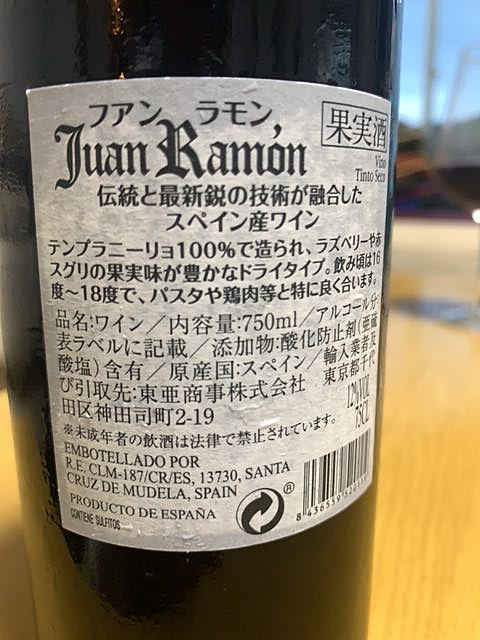 フアン ラモン
Juan Ramón
果実酒
Vino
Tinto Seco
伝統と最新鋭の技術が融合した
スペイン産ワイン
テンプラニーリョ100%で造られ、ラズベリーや赤
スグリの果実味が豊かなドライタイプ。飲み頃は16
度〜18度で、パスタや鶏肉等と特に良く合います。
品名:ワイン／内容量:750ml／アルコール分:
表ラベルに記載／添加物:酸化防止剤(亜硫
酸塩)含有／原産国:スペイン／輸入業者及
び引取先:東亜商事株式会社 東京都千代
田区神田司町2-19
12%VOL
75CL
※未成年者の飲酒は法律で禁止されています。
EMBOTELLADO POR
R.E. CLM-187/CR/ES, 13730, SANTA
CRUZ DE MUDELA, SPAIN
PRODUCTO DE ESPAÑA
CONTIENE SULFITOS
®